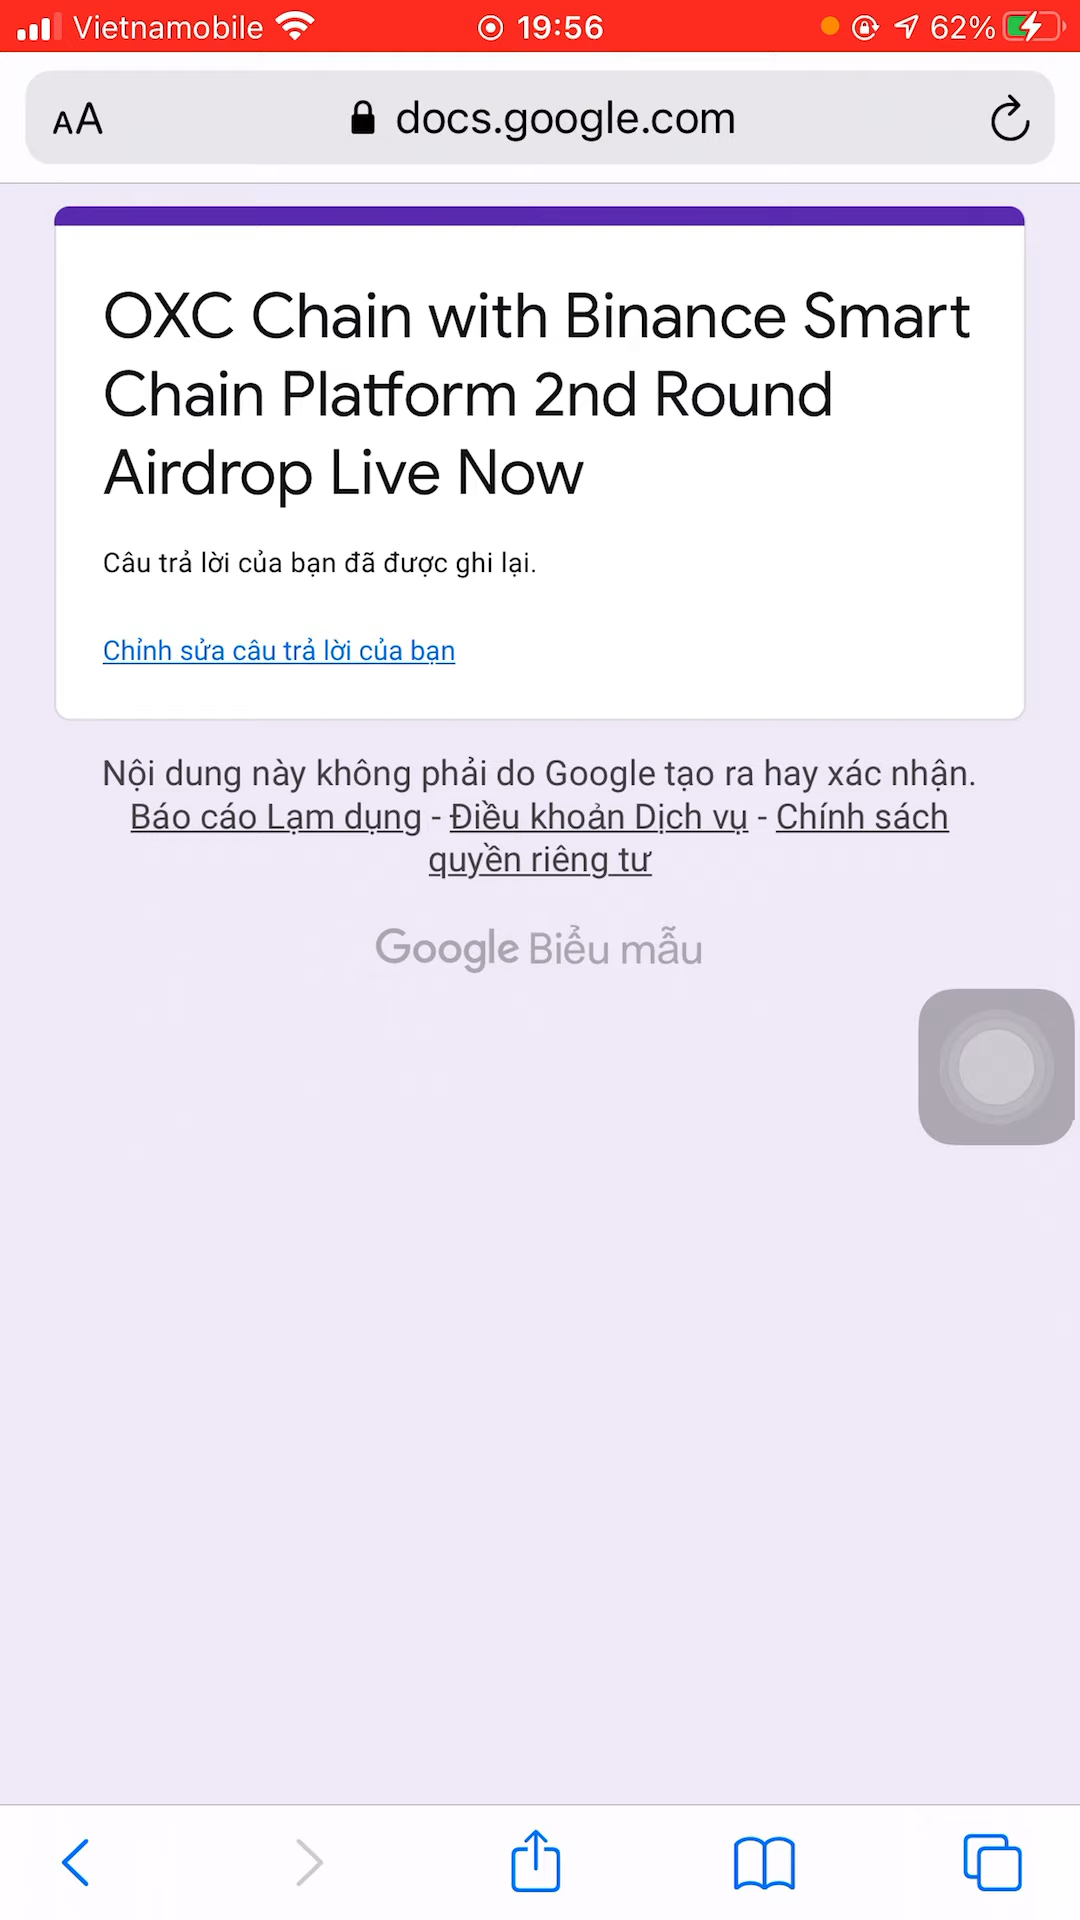 Vietnamobile 19:56 62%
AA docs.google.com
OXC Chain with Binance Smart
Chain Platform 2nd Round
Airdrop Live Now
Câu trả lời của bạn đã được ghi lại.
Chỉnh sửa câu trả lời của bạn
Nội dung này không phải do Google tạo ra hay xác nhận.
Báo cáo Lạm dụng - Điều khoản Dịch vụ - Chính sách
quyền riêng tư
Google Biểu mẫu